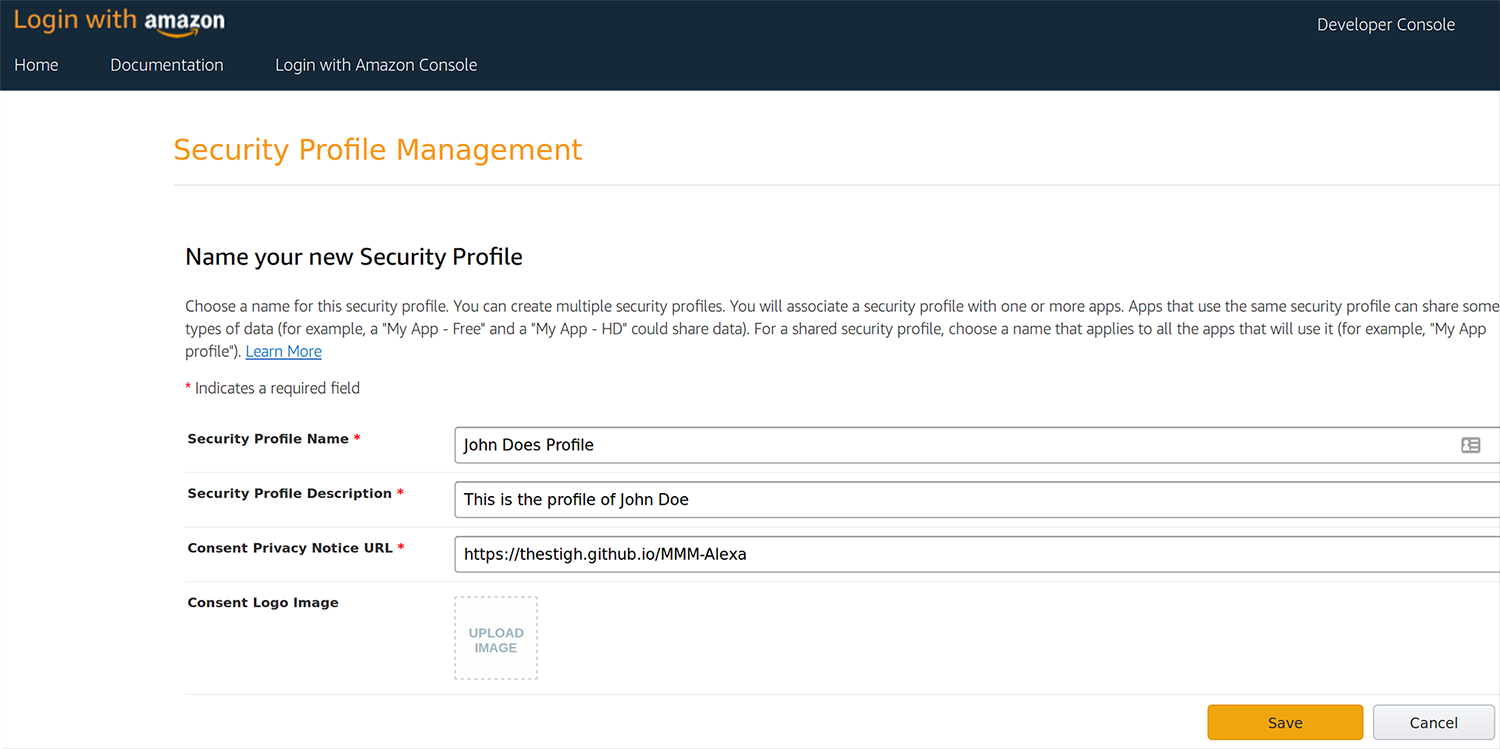 Login with amazon
Developer Console
Home
Documentation
Login with Amazon Console
Security Profile Management
Name your new Security Profile
Choose a name for this security profile. You can create multiple security profiles. You will associate a security profile with one or more apps. Apps that use the same security profile can share some
types of data (for example, a "My App - Free" and a "My App - HD" could share data). For a shared security profile, choose a name that applies to all the apps that will use it (for example, "My App
profile"). Learn More
* Indicates a required field
Security Profile Name *
John Does Profile
Security Profile Description *
This is the profile of John Doe
Consent Privacy Notice URL *
https://thestigh.github.io/MMM-Alexa
Consent Logo Image
UPLOAD
IMAGE
Save
Cancel